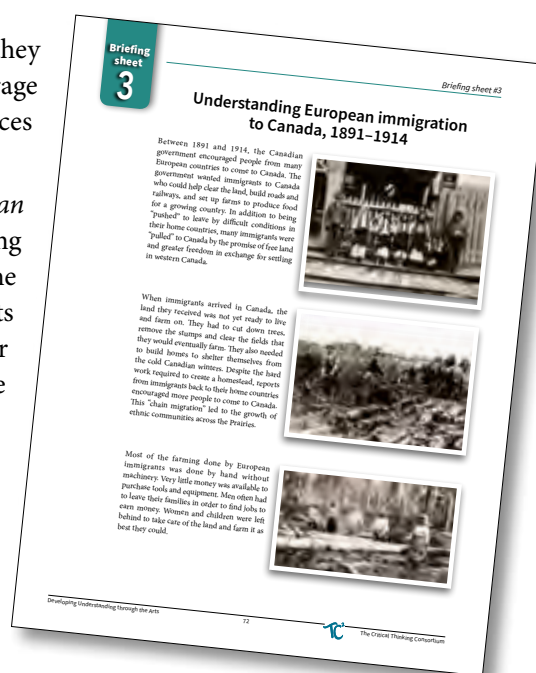 they
rage
ces
an
ng
ne
ts
r
e
Briefing
sheet
3
Briefing sheet #3
Understanding European immigration
to Canada, 1891–1914
Between 1891 and 1914, the Canadian
government encouraged people from many
European countries to come to Canada. The
government wanted immigrants to Canada
who could help clear the land, build roads and
railways, and set up farms to produce food
for a growing country. In addition to being
"pushed" to leave by difficult conditions in
their home countries, many immigrants were
"pulled" to Canada by the promise of free land
and greater freedom in exchange for settling
in western Canada.
When immigrants arrived in Canada, the
land they received was not yet ready to live
and farm on. They had to cut down trees,
remove the stumps and clear the fields that
they would eventually farm. They also needed
to build homes to shelter themselves from
the cold Canadian winters. Despite the hard
work required to create a homestead, reports
from immigrants back to their home countries
encouraged more people to come to Canada.
This "chain migration" led to the growth of
ethnic communities across the Prairies.
Most of the farming done by European
immigrants was done by hand without
machinery. Very little money was available to
purchase tools and equipment. Men often had
to leave their families in order to find jobs to
earn money. Women and children were left
behind to take care of the land and farm it as
best they could.
Developing Understanding through the Arts
72
TC²
The Critical Thinking Consortium